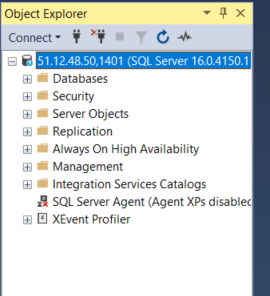 Object Explorer
Connect
51.12.48.50,1401 (SQL Server 16.0.4150.1
Databases
Security
Server Objects
Replication
Always On High Availability
Management
Integration Services Catalogs
SQL Server Agent (Agent XPs disabled
XEvent Profiler